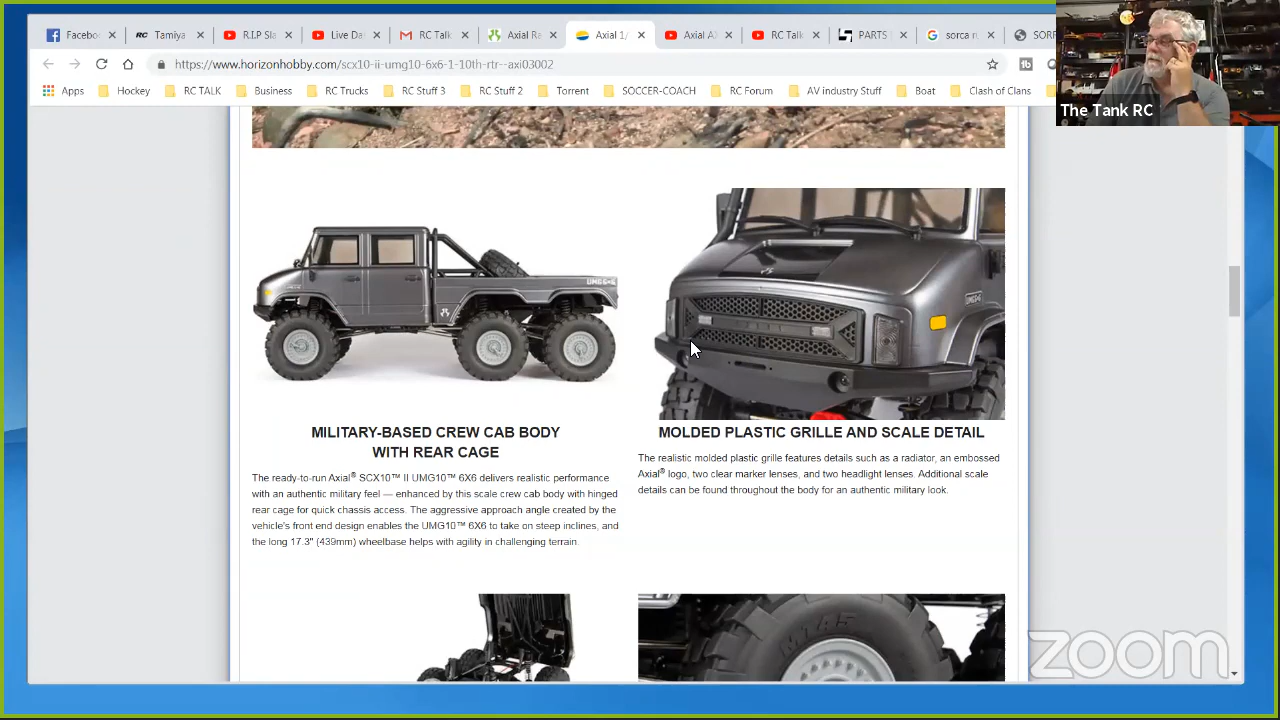 Facebo
RC Tamiya
R.I.P Sla
Live Da
RC Talk
Axial R
Axial 1/
Axial AX
RC Talk
PARTS
sorca r
SORR
https://www.horizonhobby.com/scx10-ii-umg10-6x6-1-10th-rtr--axi03002
Apps
Hockey
RC TALK
Business
RC Tru
RC Stuff 3
RC Stuff 2
Torrent
SOCCER COACH
RC Forum
AV industry Stuff
Boat
Clash of Clans
The Tank RC
UMG 6x6
MILITARY-BASED CREW CAB BODY
WITH REAR CAGE
The ready-to-run Axial® SCX10™ II UMG10™ 6X6 delivers realistic performance
with an authentic military feel — enhanced by this scale crew cab body with hinged
rear cage for quick chassis access. The aggressive approach angle created by the
vehicle's front end design enables the UMG10™ 6X6 to take on steep inclines, and
the long 17.3" (439mm) wheelbase helps with agility in challenging terrain.
MOLDED PLASTIC GRILLE AND SCALE DETAIL
The realistic molded plastic grille features details such as a radiator, an embossed
Axial® logo, two clear marker lenses, and two headlight lenses. Additional scale
details can be found throughout the body for an authentic military look.
zoom